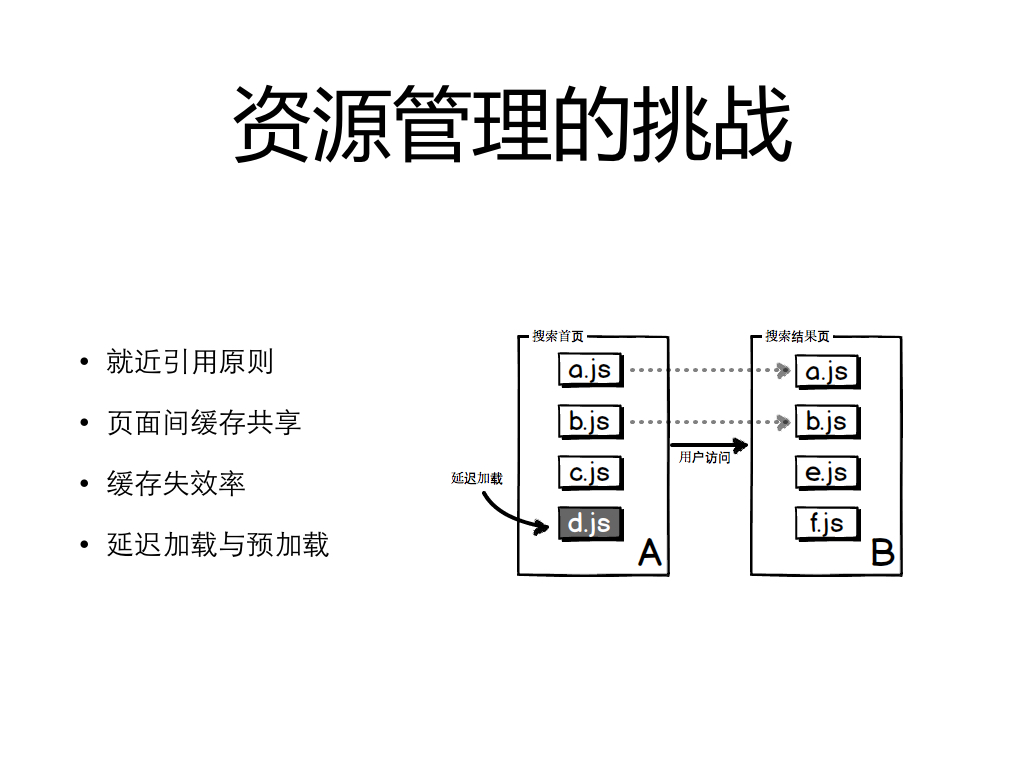 资源管理的挑战
• 就近引用原则
• 页面间缓存共享
• 缓存失效率
• 延迟加载与预加载
搜索首页
a.js
b.js
c.js
d.js
A
延迟加载
用户访问
搜索结果页
a.js
b.js
e.js
f.js
B